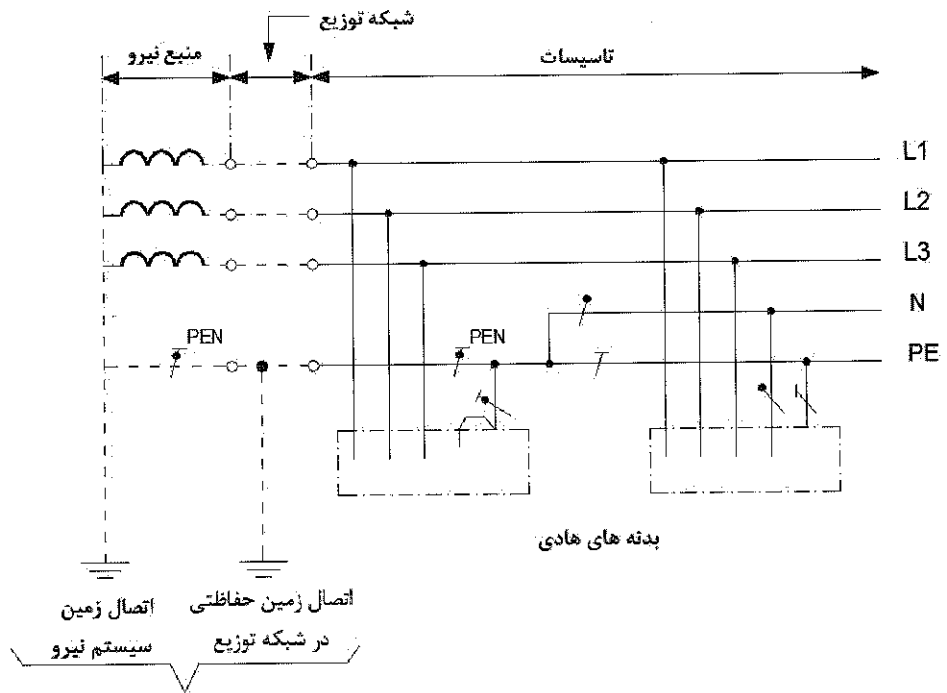 شبکه توزیع
منبع نیرو
تاسیسات
L1
L2
L3
N
PEN
PEN
PE
بدنه های هادی
اتصال زمین حفاظتی
در شبکه توزیع
اتصال زمین
سیستم نیرو